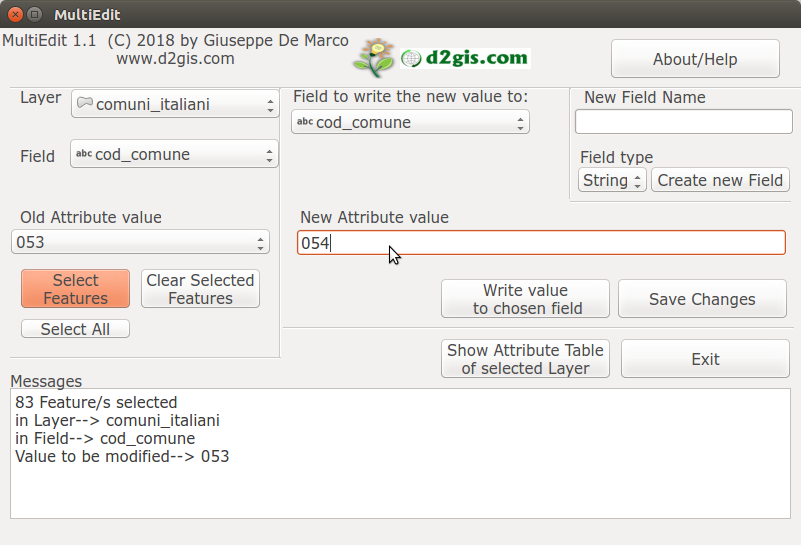 MultiEdit
MultiEdit 1.1  (C) 2018 by Giuseppe De Marco
www.d2gis.com
d2gis.com
About/Help
Layer
comuni_italiani
Field
abc cod_comune
Field to write the new value to:
abc cod_comune
New Field Name
Field type
String
Create new Field
Old Attribute value
053
New Attribute value
054
Select
Features
Clear Selected
Features
Select All
Write value
to chosen field
Save Changes
Show Attribute Table
of selected Layer
Exit
Messages
83 Feature/s selected
in Layer--> comuni_italiani
in Field--> cod_comune
Value to be modified--> 053